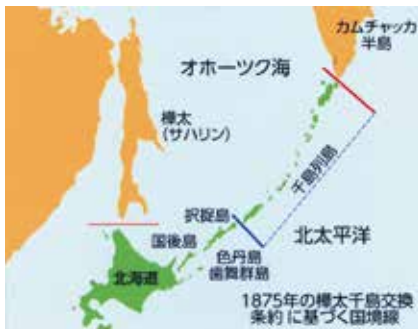 カムチャッカ
半島
オホーツク海
樺太
(サハリン)
千島列島
択捉島
北太平洋
国後島
色丹島
歯舞群島
北海道
1875年の樺太千島交換
条約に基づく国境線